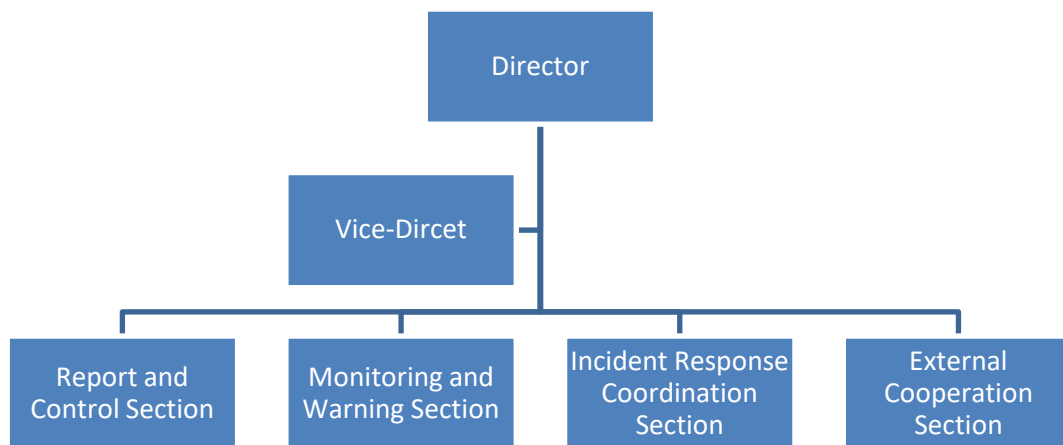 Director
Vice-Dircet
Report and
Control Section
Monitoring and
Warning Section
Incident Response
Coordination
Section
External
Cooperation
Section